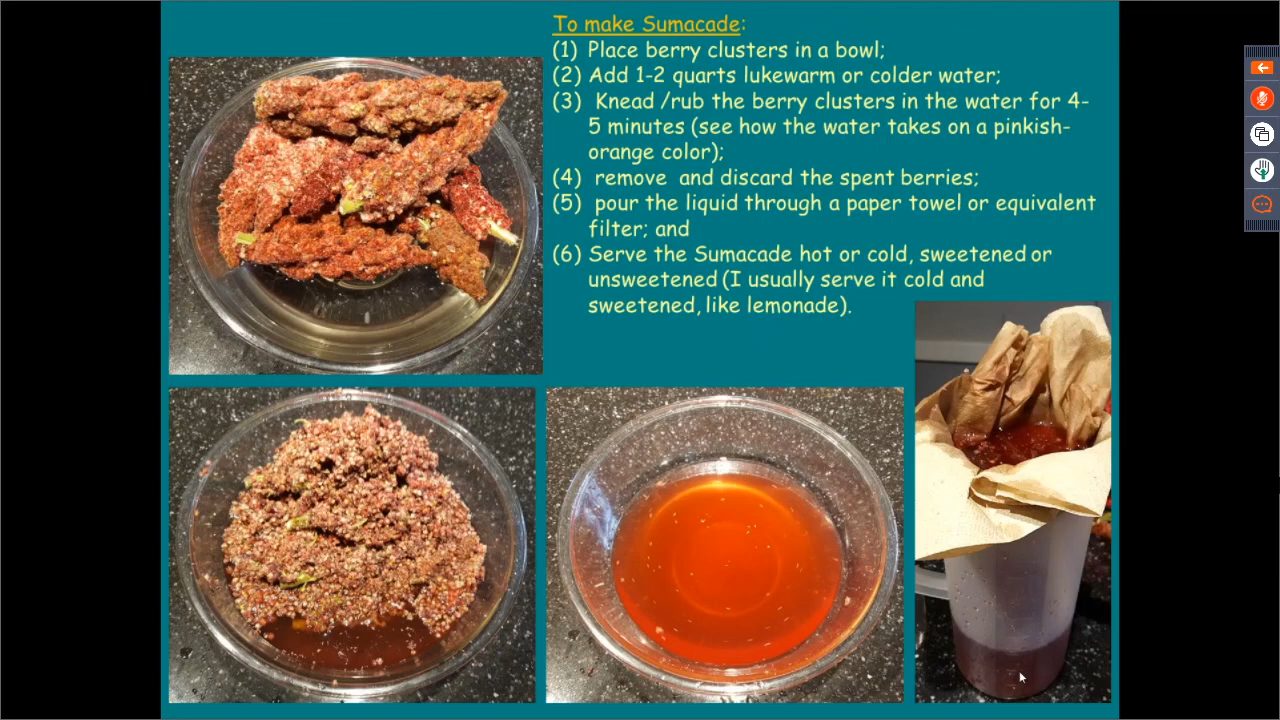 To make Sumacade:
(1) Place berry clusters in a bowl;
(2) Add 1-2 quarts lukewarm or colder water;
(3) Knead /rub the berry clusters in the water for 4-
5 minutes (see how the water takes on a pinkish-
orange color);
(4) remove and discard the spent berries;
(5) pour the liquid through a paper towel or equivalent
filter; and
(6) Serve the Sumacade hot or cold, sweetened or
unsweetened (I usually serve it cold and
sweetened, like lemonade).